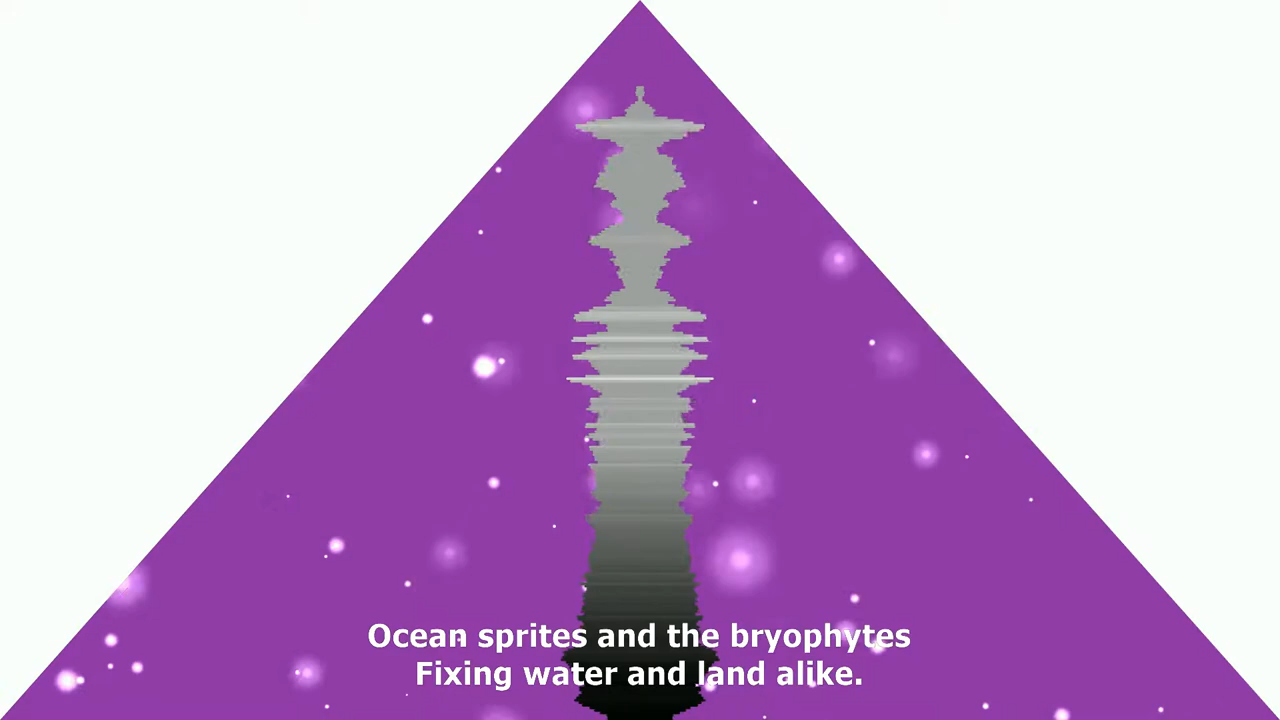 Ocean sprites and the bryophytes
Fixing water and land alike.